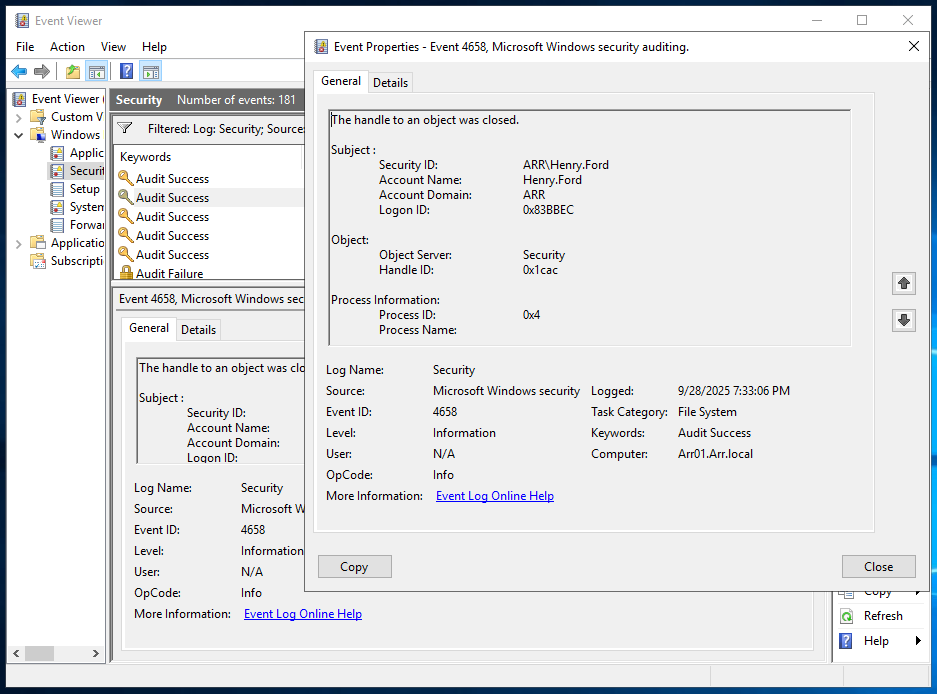 Event Viewer
File Action View Help
Event Viewer (
Custom V
Windows
Applic
Securit
Setup
System
Forwar
Applicatio
Subscripti
Security Number of events: 181
Filtered: Log: Security; Source:
Keywords
Audit Success
Audit Success
Audit Success
Audit Success
Audit Success
Audit Failure
Event 4658, Microsoft Windows sec
General Details
The handle to an object was clo
Subject :
Security ID:
Account Name:
Account Domain:
Logon ID:
Log Name: Security
Source: Microsoft W
Event ID: 4658
Level: Information
User: N/A
OpCode: Info
More Information: Event Log Online Help
Event Properties - Event 4658, Microsoft Windows security auditing.
General Details
The handle to an object was closed.
Subject :
Security ID: ARR\Henry.Ford
Account Name: Henry.Ford
Account Domain: ARR
Logon ID: 0x83BBEC
Object:
Object Server: Security
Handle ID: 0x1cac
Process Information:
Process ID: 0x4
Process Name:
Log Name: Security
Source: Microsoft Windows security Logged: 9/28/2025 7:33:06 PM
Event ID: 4658 Task Category: File System
Level: Information Keywords: Audit Success
User: N/A Computer: Arr01.Arr.local
OpCode: Info
More Information: Event Log Online Help
Copy Close
Copy
Refresh
Help